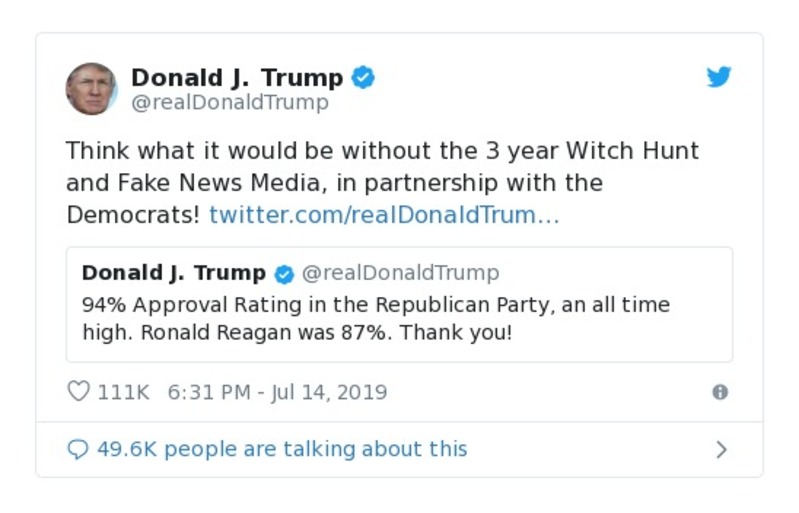 Donald J. Trump
@realDonaldTrump
Think what it would be without the 3 year Witch Hunt
and Fake News Media, in partnership with the
Democrats! twitter.com/realDonaldTrum…
Donald J. Trump @realDonaldTrump
94% Approval Rating in the Republican Party, an all time
high. Ronald Reagan was 87%. Thank you!
111K 6:31 PM - Jul 14, 2019
49.6K people are talking about this